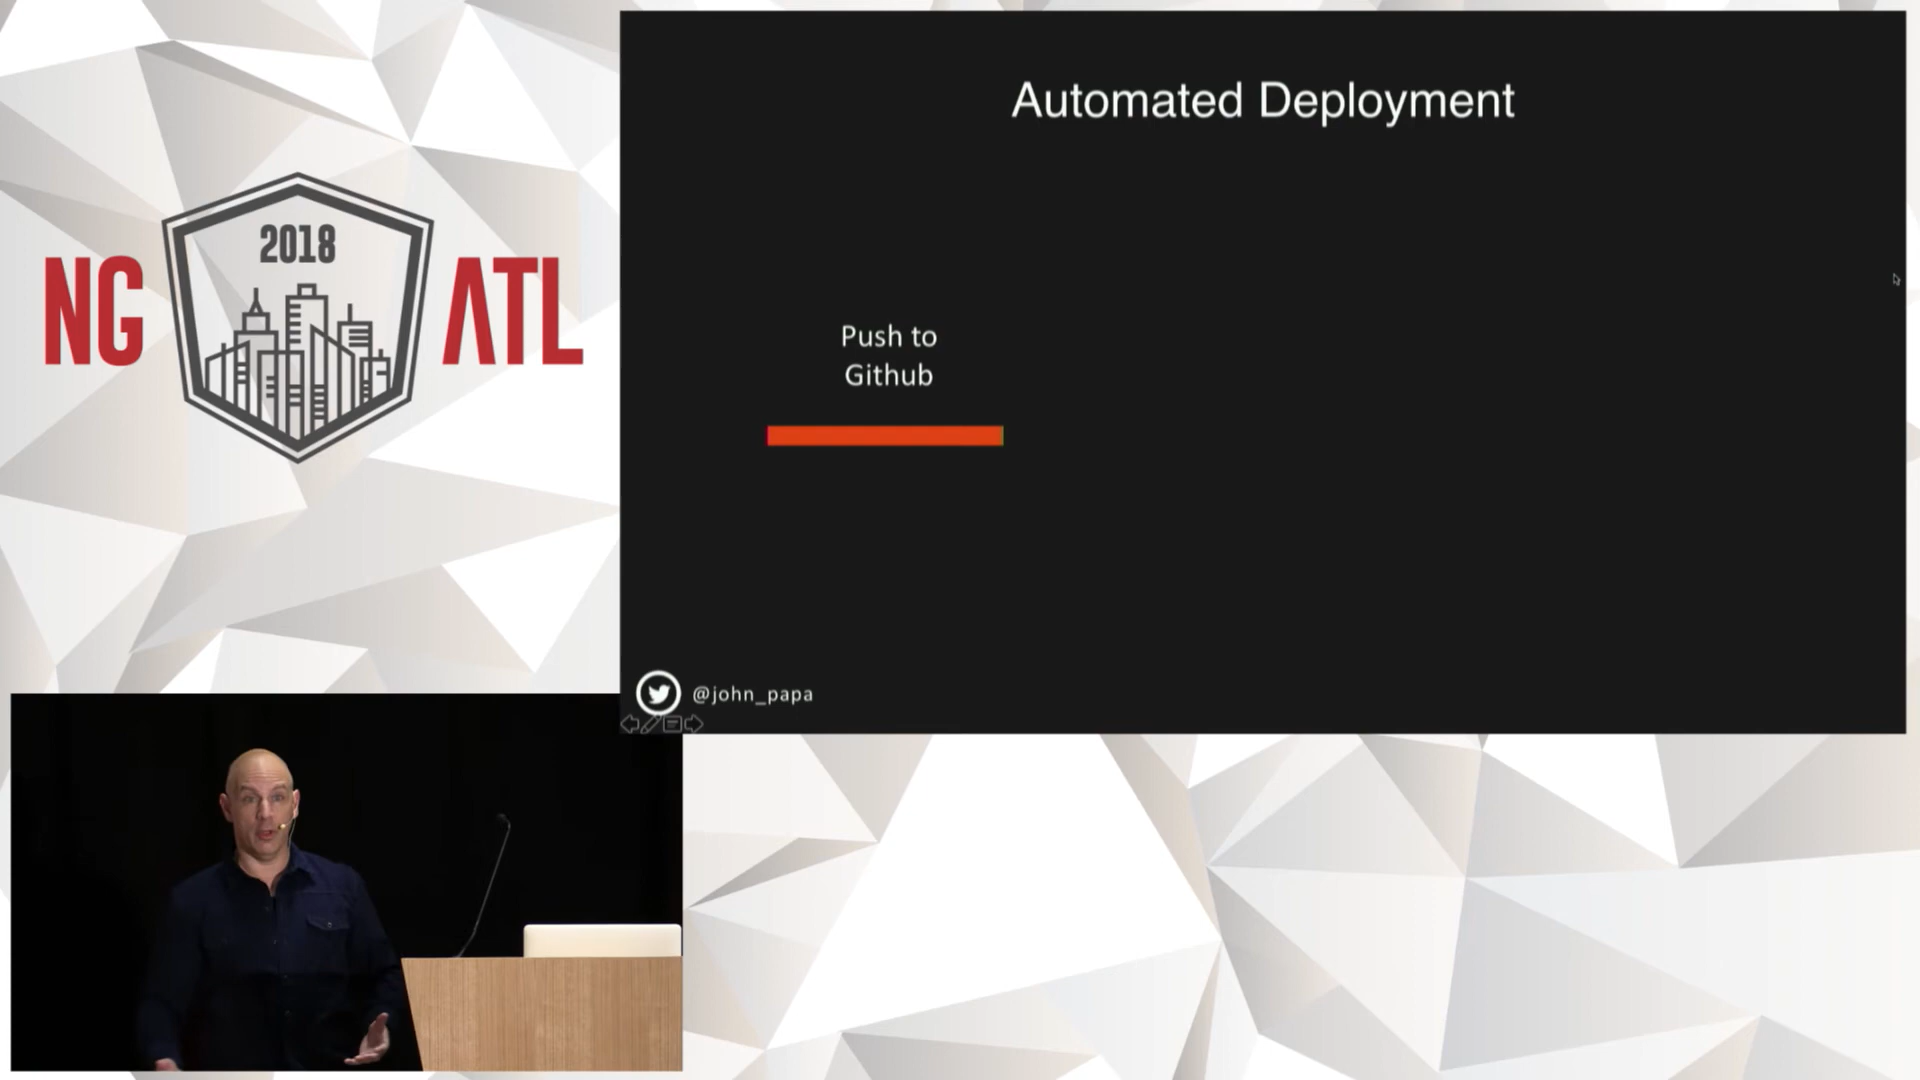 NG
2018
ATL
Automated Deployment
Push to
Github
@john_papa